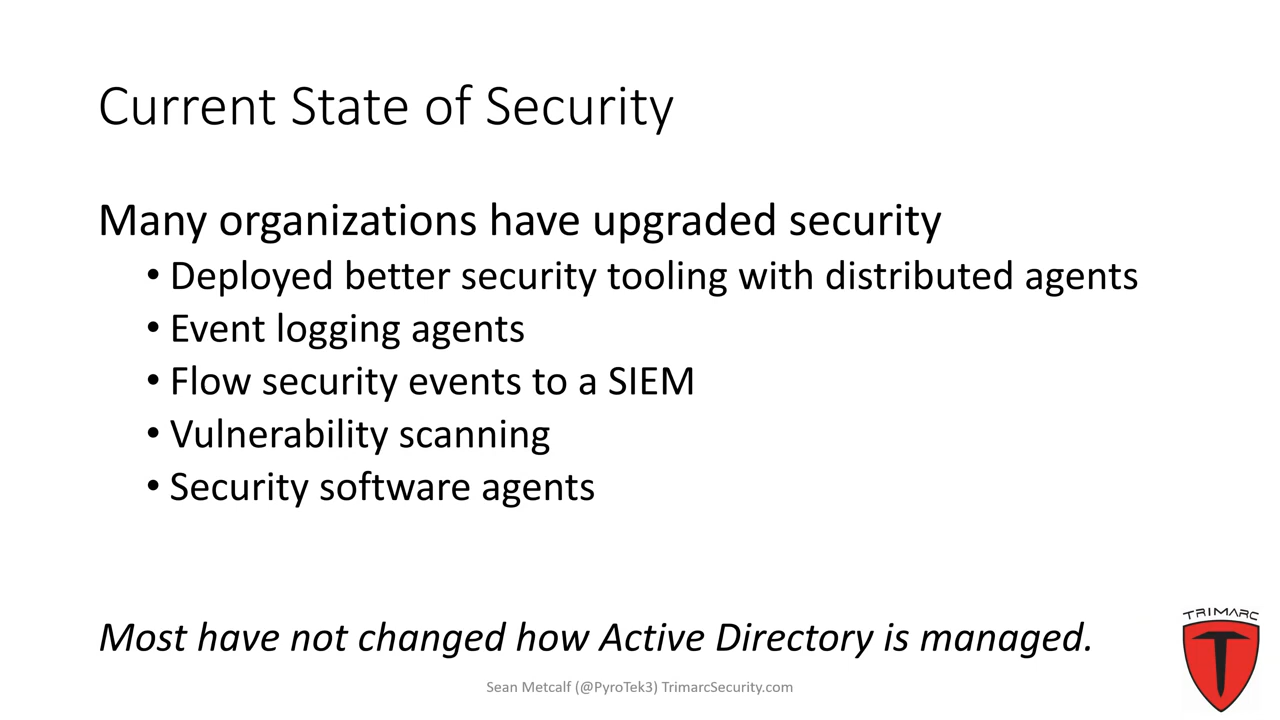 Current State of Security
Many organizations have upgraded security
• Deployed better security tooling with distributed agents
• Event logging agents
• Flow security events to a SIEM
• Vulnerability scanning
• Security software agents
Most have not changed how Active Directory is managed.
Sean Metcalf (@PyroTek3) TrimarcSecurity.com
TRIMARC